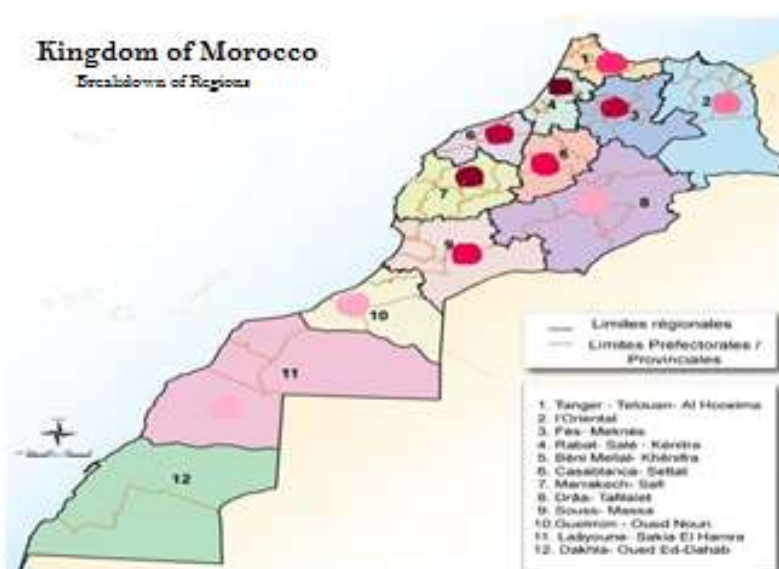 Kingdom of Morocco
Breakdown of Regions
1
2
3
4
6
6
7
8
9
10
11
12
Limites régionales
Limites Préfectorales /
Provinciales
1. Tanger - Tétouan- Al Hoceima
2. l'Oriental
3. Fès- Meknès
4. Rabat- Salé - Kénitra
5. Béni Mellal- Khénifra
6. Casablanca- Settat
7. Marrakech- Safi
8. Drâa- Tafilalet
9. Souss- Massa
10. Guelmim - Oued Noun
11. Laâyoune- Sakia El Hamra
12. Dakhla- Oued Ed-Dahab